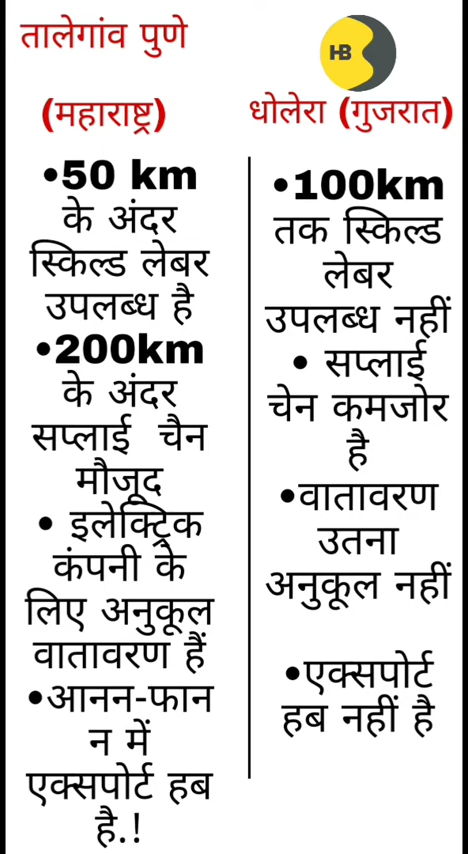 तालेगांव पुणे
(महाराष्ट्र)
•50 km
के अंदर
स्किल्ड लेबर
उपलब्ध है
•200km
के अंदर
सप्लाई चैन
मौजूद
• इलेक्ट्रिक
कंपनी के
लिए अनुकूल
वातावरण हैं
•आनन-फान
न में
एक्सपोर्ट हब
है.!
HB
धोलेरा (गुजरात)
•100km
तक स्किल्ड
लेबर
उपलब्ध नहीं
• सप्लाई
चेन कमजोर
है
•वातावरण
उतना
अनुकूल नहीं
•एक्सपोर्ट
हब नहीं है